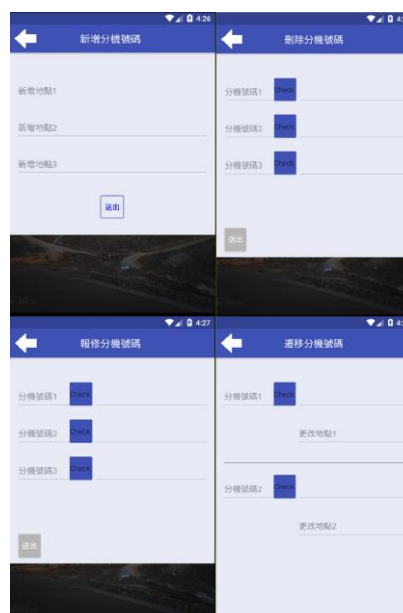 4:26
新增分機號碼
新增地點1
新增地點2
新增地點3
送出
4:
刪除分機號碼
分機號碼1 Check
分機號碼2 Check
分機號碼3 Check
送出
4:27
報修分機號碼
分機號碼1 Check
分機號碼2 Check
分機號碼3 Check
送出
4:
遷移分機號碼
分機號碼1 Check
更改地點1
分機號碼2 Check
更改地點2